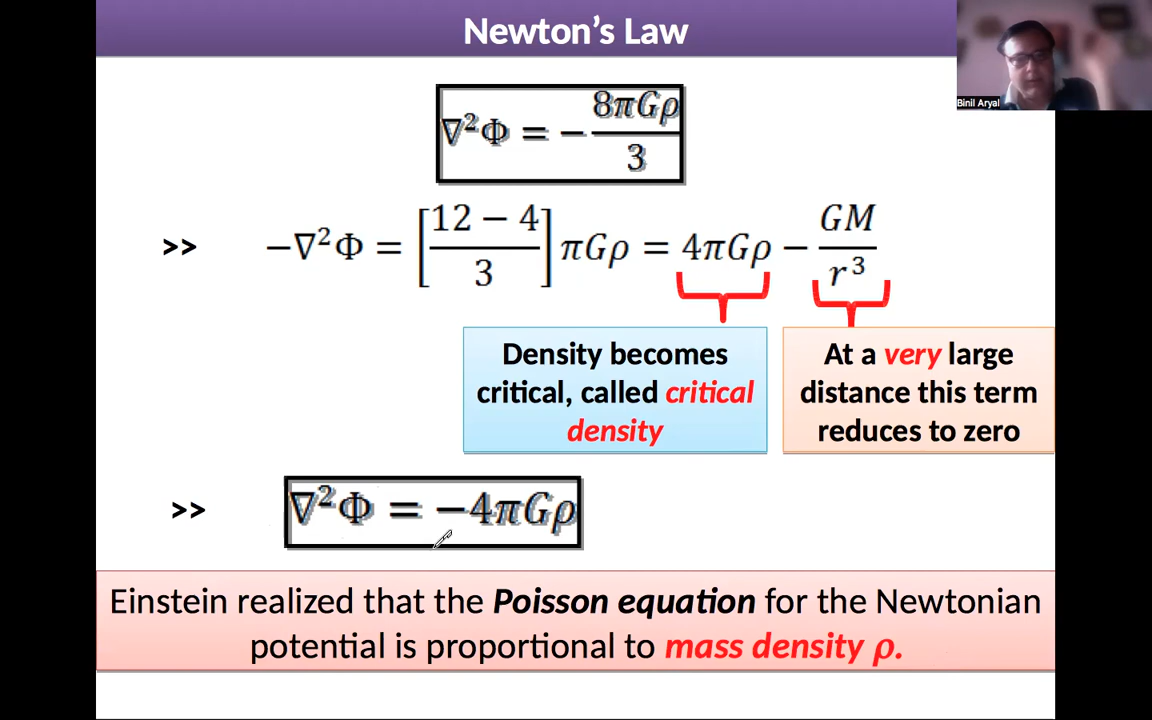 Newton's Law
Binil Aryal
∇²Φ = −8πGρ/3
>> −∇²Φ = [12 − 4/3] πGρ = 4πGρ − GM/r³
Density becomes
critical, called critical
density
At a very large
distance this term
reduces to zero
>> ∇²Φ = −4πGρ
Einstein realized that the Poisson equation for the Newtonian
potential is proportional to mass density ρ.